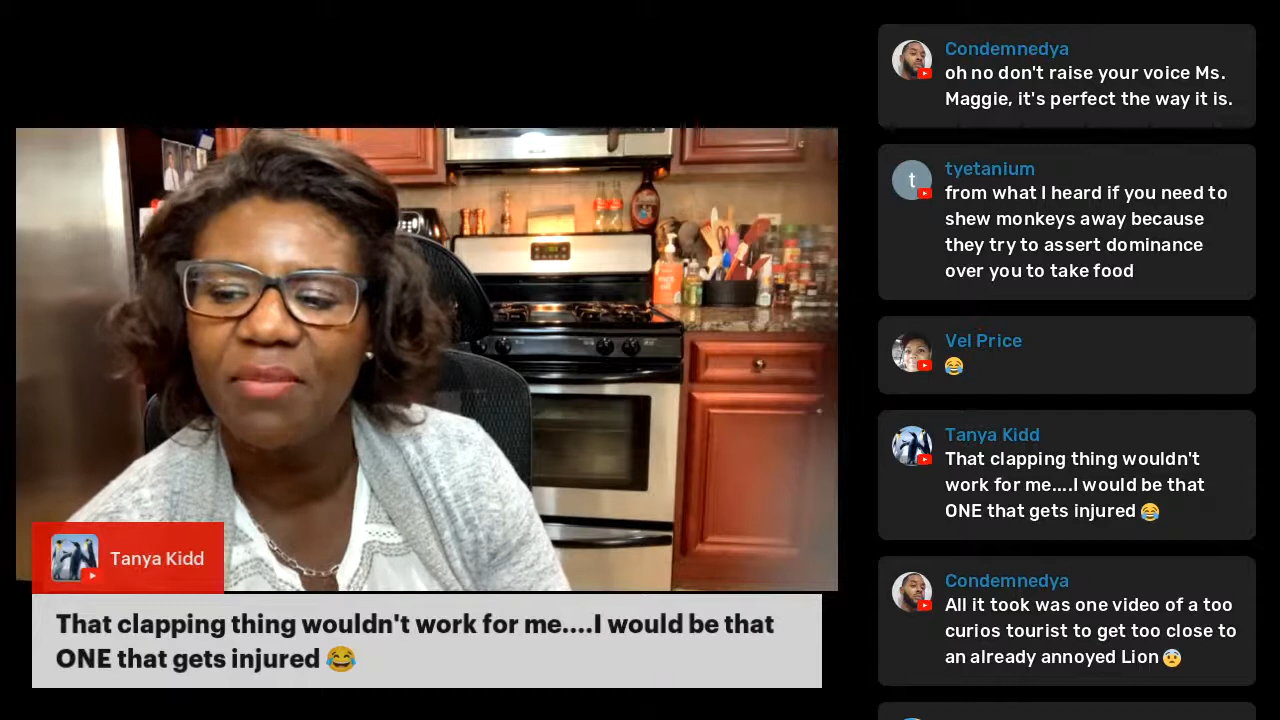 Tanya Kidd
That clapping thing wouldn't work for me....I would be that
ONE that gets injured 😂
Condemnedya
oh no don't raise your voice Ms.
Maggie, it's perfect the way it is.
t
tyetanium
from what I heard if you need to
shew monkeys away because
they try to assert dominance
over you to take food
Vel Price
😂
Tanya Kidd
That clapping thing wouldn't
work for me....I would be that
ONE that gets injured 😂
Condemnedya
All it took was one video of a too
curios tourist to get too close to
an already annoyed Lion 😨